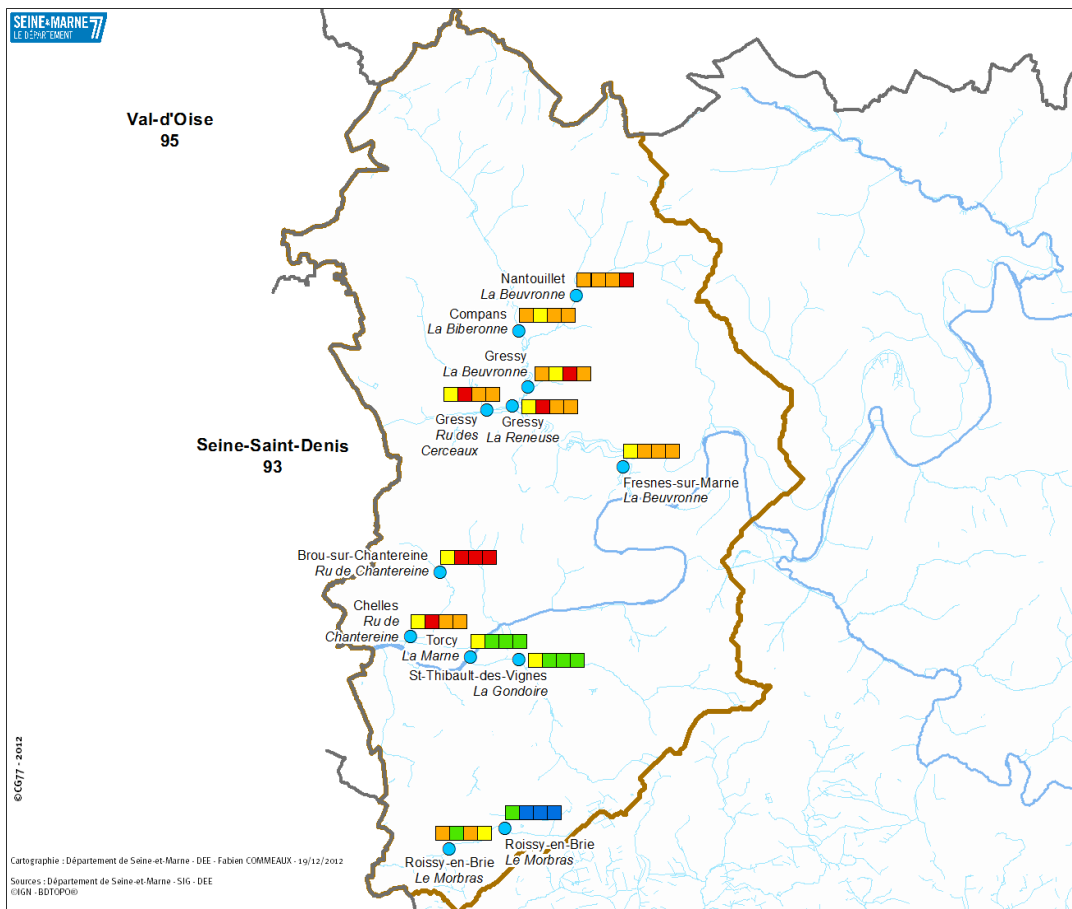 SEINE&MARNE 77
LE DÉPARTEMENT
Val-d'Oise
95
Nantouillet
La Beuvronne
Compans
La Biberonne
Gressy
La Beuvronne
Gressy
Ru des
Cerceaux
Gressy
La Reneuse
Seine-Saint-Denis
93
Fresnes-sur-Marne
La Beuvronne
Brou-sur-Chantereine
Ru de Chantereine
Chelles
Ru de
Chantereine
Torcy
La Marne
St-Thibault-des-Vignes
La Gondoire
©CG77 - 2012
Roissy-en-Brie
Le Morbras
Roissy-en-Brie
Le Morbras
Cartographie : Département de Seine-et-Marne - DEE - Fabien COMMEAUX - 19/12/2012
Sources : Département de Seine-et-Marne - SIG - DEE
©IGN - BDTOPO®